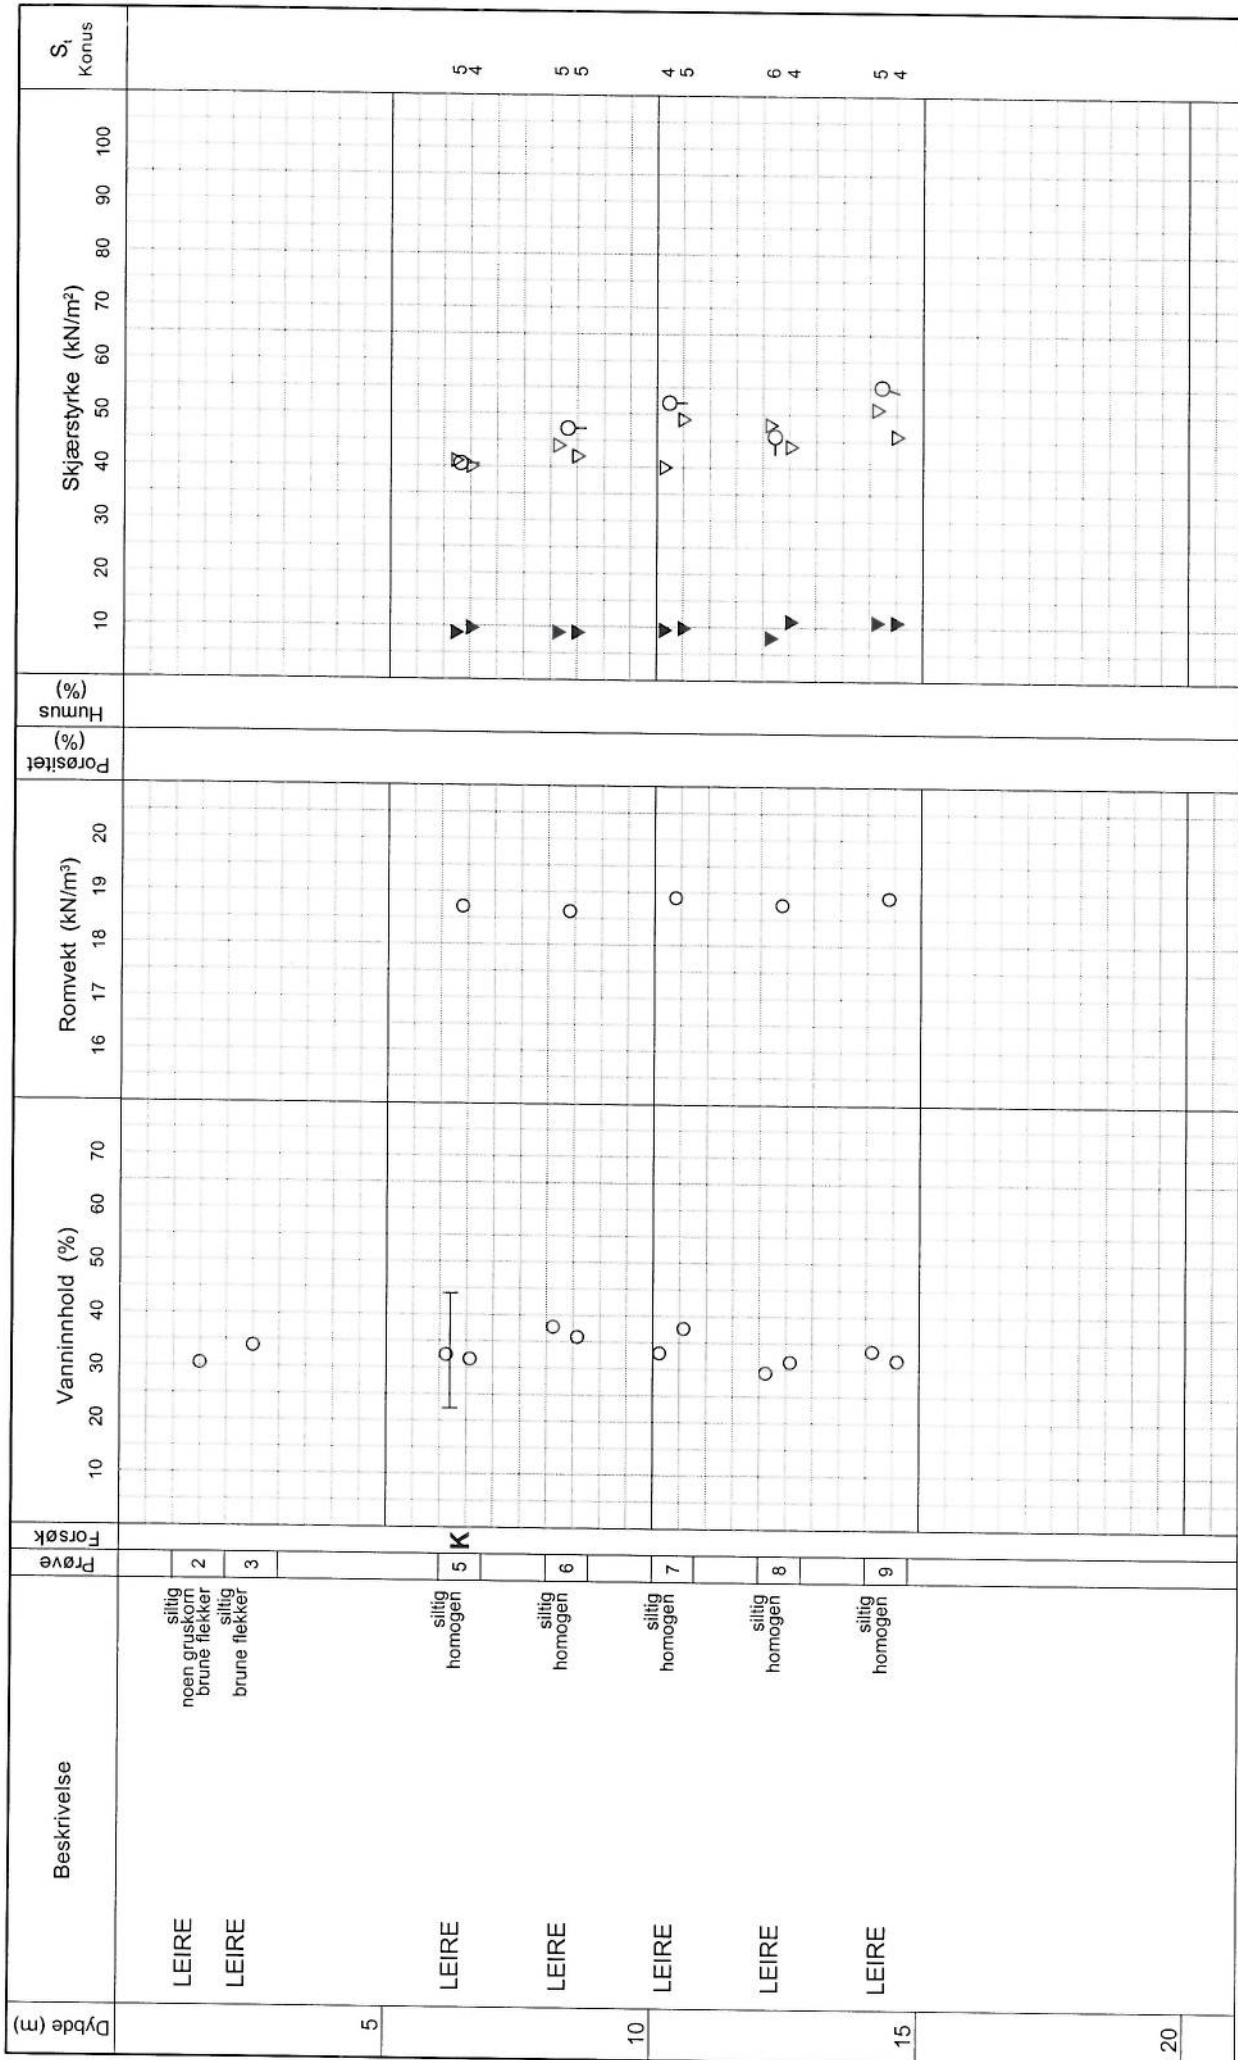 Dybde (m)
Beskrivelse
Prøve
Forsøk
Vanninnhold (%)
10 20 30 40 50 60 70
Romvekt (kN/m³)
16 17 18 19 20
Porøsitet (%)
Humus (%)
Skjærstyrke (kN/m²)
10 20 30 40 50 60 70 80 90 100
Sₜ
Konus
LEIRE
siltig
noen gruskorn
brune flekker
2
LEIRE
siltig
brune flekker
3
5
LEIRE
siltig
homogen
5
K
5
4
LEIRE
siltig
homogen
6
5
5
10
LEIRE
siltig
homogen
7
4
5
LEIRE
siltig
homogen
8
6
4
LEIRE
siltig
homogen
9
5
4
15
20